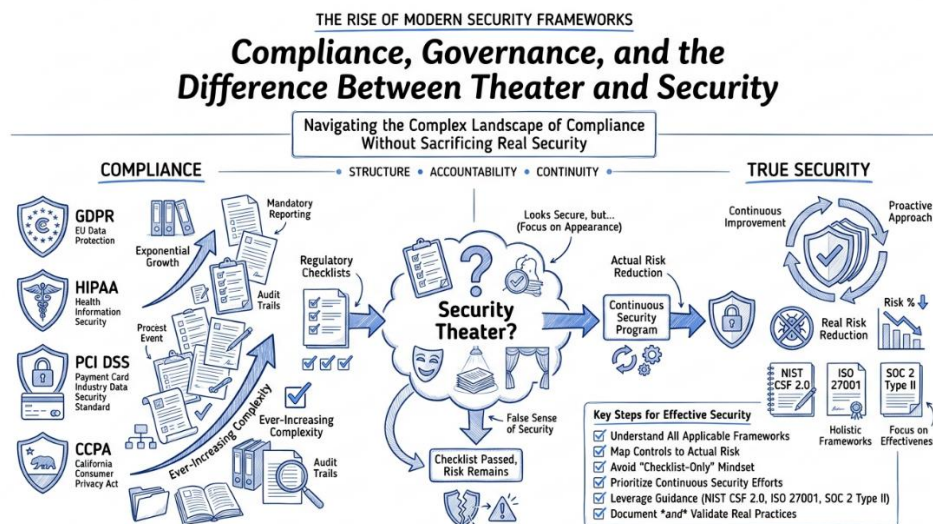 THE RISE OF MODERN SECURITY FRAMEWORKS
Compliance, Governance, and the
Difference Between Theater and Security
Navigating the Complex Landscape of Compliance
Without Sacrificing Real Security
COMPLIANCE
• STRUCTURE • ACCOUNTABILITY • CONTINUITY •
TRUE SECURITY
GDPR
EU Data
Protection
HIPAA
Health
Information
Security
PCI DSS
Payment Card
Industry Data
Security
Standard
CCPA
California
Consumer
Privacy Act
Exponential
Growth
Mandatory
Reporting
Audit
Trails
Procest
Event
Ever-Increasing Complexity
Ever-Increasing
Complexity
Audit
Trails
Regulatory
Checklists
Looks Secure, but...
(Focus on Appearance)
?
Security
Theater?
False Sense
of Security
Checklist Passed,
Risk Remains
Actual Risk
Reduction
Continuous
Security
Program
Continuous
Improvement
Proactive
Approach
Real Risk
Reduction
Risk %
NIST
CSF 2.0
ISO
27001
SOC 2
Type II
Holistic
Frameworks
Focus on
Effectiveness
Key Steps for Effective Security
Understand All Applicable Frameworks
Map Controls to Actual Risk
Avoid "Checklist-Only" Mindset
Prioritize Continuous Security Efforts
Leverage Guidance (NIST CSF 2.0, ISO 27001, SOC 2 Type II)
Document *and* Validate Real Practices